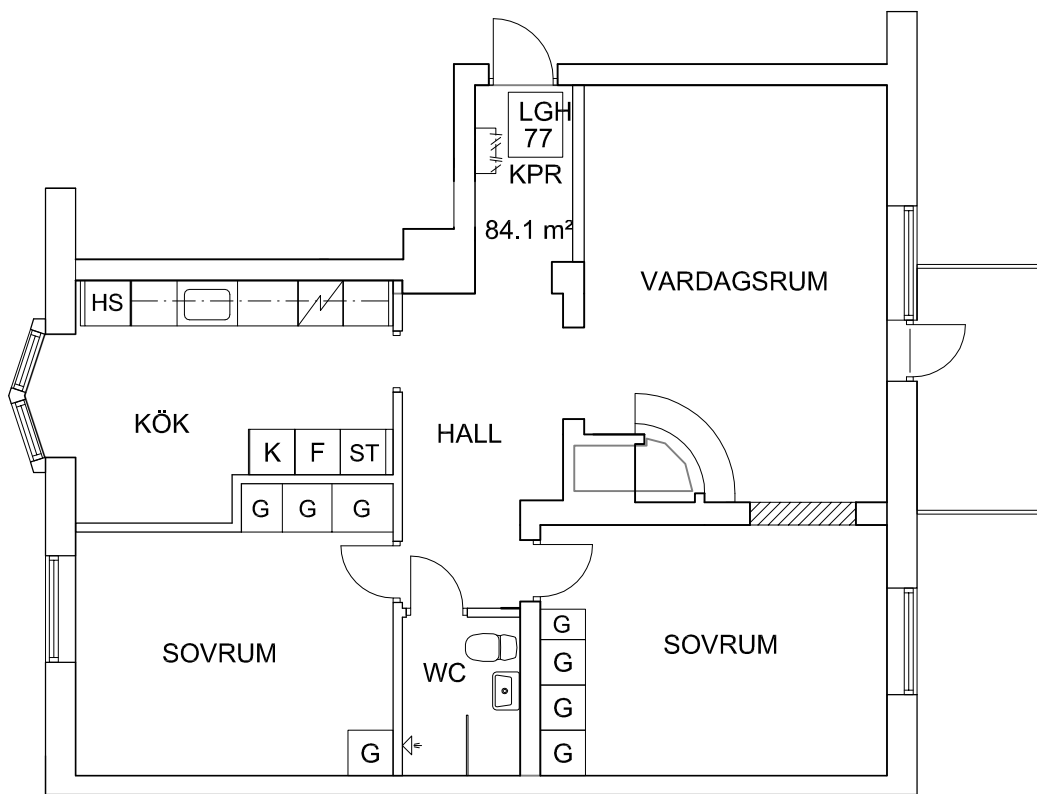 LGH
77
KPR
84.1 m²
VARDAGSRUM
HS
KÖK
HALL
K F ST
G G G
SOVRUM
WC
SOVRUM
G
G
G
G
G